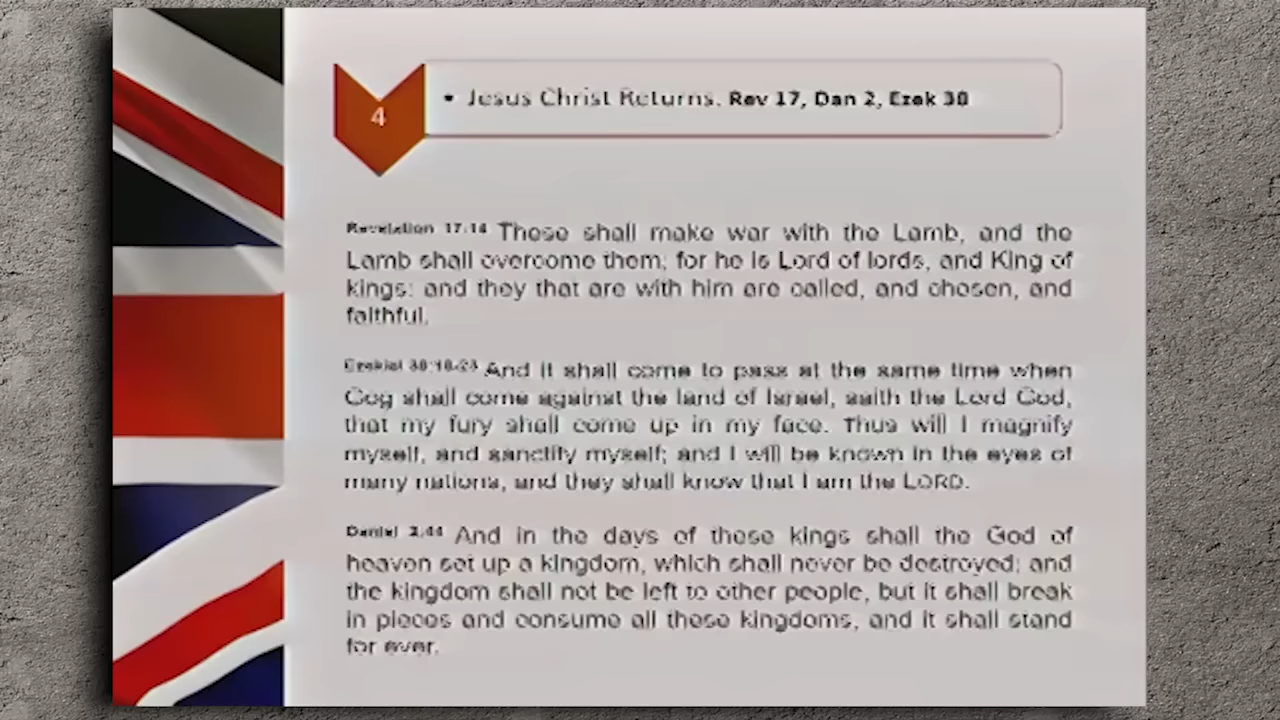 4
• Jesus Christ Returns. Rev 17, Dan 2, Ezek 38
Revelation 17:14 These shall make war with the Lamb, and the
Lamb shall overcome them; for he is Lord of lords, and King of
kings: and they that are with him are called, and chosen, and
faithful.
Ezekiel 38:18-23 And it shall come to pass at the same time when
Gog shall come against the land of Israel, saith the Lord God,
that my fury shall come up in my face. Thus will I magnify
myself, and sanctify myself; and I will be known in the eyes of
many nations, and they shall know that I am the LORD.
Daniel 2:44 And in the days of these kings shall the God of
heaven set up a kingdom, which shall never be destroyed; and
the kingdom shall not be left to other people, but it shall break
in pieces and consume all these kingdoms, and it shall stand
for ever.